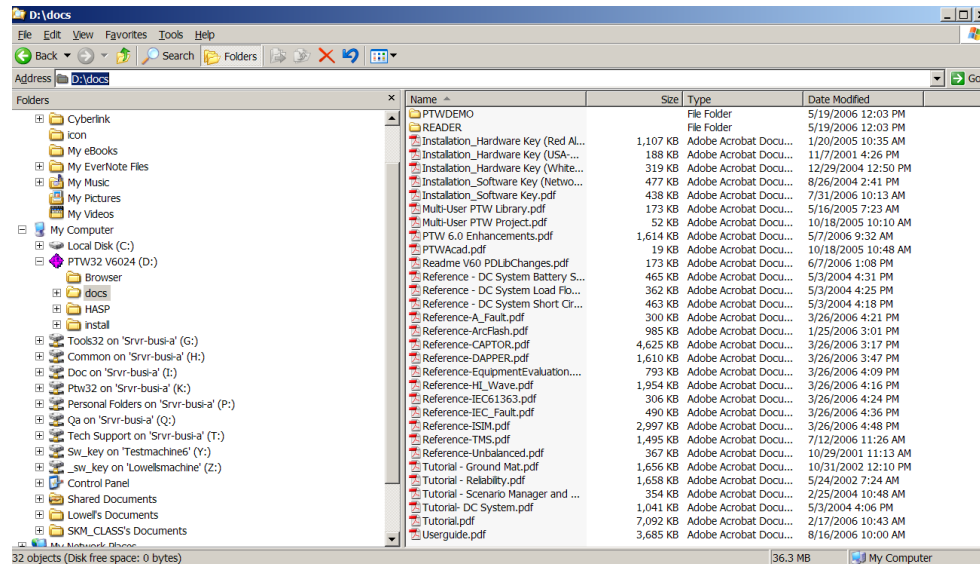 D:\docs
File Edit View Favorites Tools Help
Back Search Folders
Address D:\docs Go
Folders
Cyberlink
icon
My eBooks
My EverNote Files
My Music
My Pictures
My Videos
My Computer
Local Disk (C:)
PTW32 V6024 (D:)
Browser
docs
HASP
install
Tools32 on 'Srvr-busi-a' (G:)
Common on 'Srvr-busi-a' (H:)
Doc on 'Srvr-busi-a' (I:)
Ptw32 on 'Srvr-busi-a' (K:)
Personal Folders on 'Srvr-busi-a' (P:)
Qa on 'Srvr-busi-a' (Q:)
Tech Support on 'Srvr-busi-a' (T:)
Sw_key on 'Testmachine6' (Y:)
_sw_key on 'Lowellsmachine' (Z:)
Control Panel
Shared Documents
Lowell's Documents
SKM_CLASS's Documents
My Network Places
Name Size Type Date Modified
PTWDEMO File Folder 5/19/2006 12:03 PM
READER File Folder 5/19/2006 12:03 PM
Installation_Hardware Key (Red Al... 1,107 KB Adobe Acrobat Docu... 1/20/2005 10:35 AM
Installation_Hardware Key (USA-... 188 KB Adobe Acrobat Docu... 11/7/2001 4:26 PM
Installation_Hardware Key (White... 319 KB Adobe Acrobat Docu... 12/29/2004 12:50 PM
Installation_Software Key (Netwo... 477 KB Adobe Acrobat Docu... 8/26/2004 2:41 PM
Installation_Software Key.pdf 438 KB Adobe Acrobat Docu... 7/31/2006 10:13 AM
Multi-User PTW Library.pdf 173 KB Adobe Acrobat Docu... 5/16/2005 7:23 AM
Multi-User PTW Project.pdf 52 KB Adobe Acrobat Docu... 10/18/2005 10:10 AM
PTW 6.0 Enhancements.pdf 1,614 KB Adobe Acrobat Docu... 5/7/2006 9:32 AM
PTWAcad.pdf 19 KB Adobe Acrobat Docu... 10/18/2005 10:48 AM
Readme V60 PDLibChanges.pdf 173 KB Adobe Acrobat Docu... 6/7/2006 1:08 PM
Reference - DC System Battery S... 465 KB Adobe Acrobat Docu... 5/3/2004 4:31 PM
Reference - DC System Load Flo... 362 KB Adobe Acrobat Docu... 5/3/2004 4:25 PM
Reference - DC System Short Cir... 463 KB Adobe Acrobat Docu... 5/3/2004 4:18 PM
Reference-A_Fault.pdf 300 KB Adobe Acrobat Docu... 3/26/2006 4:21 PM
Reference-ArcFlash.pdf 985 KB Adobe Acrobat Docu... 1/25/2006 3:01 PM
Reference-CAPTOR.pdf 4,625 KB Adobe Acrobat Docu... 3/26/2006 3:17 PM
Reference-DAPPER.pdf 1,610 KB Adobe Acrobat Docu... 3/26/2006 3:47 PM
Reference-EquipmentEvaluation.... 793 KB Adobe Acrobat Docu... 3/26/2006 4:09 PM
Reference-HI_Wave.pdf 1,954 KB Adobe Acrobat Docu... 3/26/2006 4:16 PM
Reference-IEC61363.pdf 306 KB Adobe Acrobat Docu... 3/26/2006 4:24 PM
Reference-IEC_Fault.pdf 490 KB Adobe Acrobat Docu... 3/26/2006 4:36 PM
Reference-ISIM.pdf 2,997 KB Adobe Acrobat Docu... 3/26/2006 4:48 PM
Reference-TMS.pdf 1,495 KB Adobe Acrobat Docu... 7/12/2006 11:26 AM
Reference-Unbalanced.pdf 367 KB Adobe Acrobat Docu... 10/29/2001 11:13 AM
Tutorial - Ground Mat.pdf 1,656 KB Adobe Acrobat Docu... 10/31/2002 12:10 PM
Tutorial - Reliability.pdf 1,658 KB Adobe Acrobat Docu... 5/24/2002 7:24 AM
Tutorial - Scenario Manager and ... 354 KB Adobe Acrobat Docu... 2/25/2004 10:48 AM
Tutorial- DC System.pdf 1,041 KB Adobe Acrobat Docu... 5/3/2004 4:06 PM
Tutorial.pdf 7,092 KB Adobe Acrobat Docu... 2/17/2006 10:43 AM
Userguide.pdf 3,685 KB Adobe Acrobat Docu... 8/16/2006 10:00 AM
32 objects (Disk free space: 0 bytes) 36.3 MB My Computer